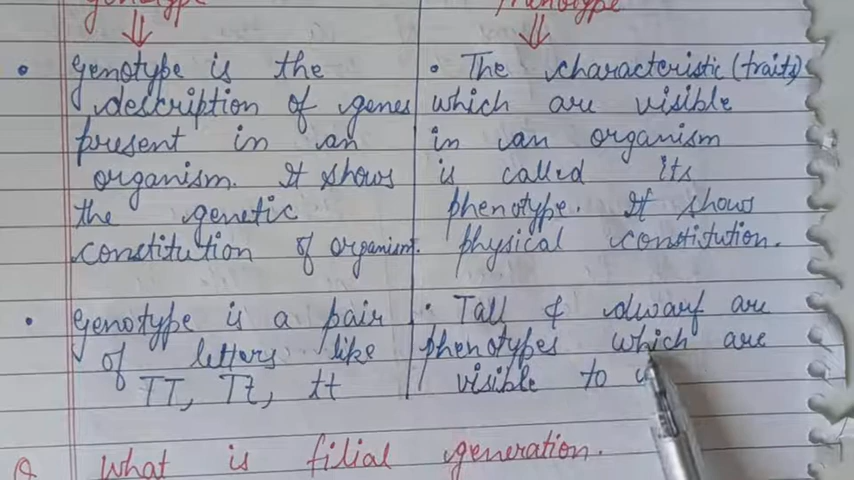 genotype
phenotype
• genotype is the
description of genes
present in an
organism. It shows
the genetic
constitution of organism.
• genotype is a pair
of letters like
TT, Tt, tt
• The characteristic (traits)
which are visible
in an organism
is called its
phenotype. It shows
physical constitution.
• Tall & dwarf are
phenotypes which are
visible to
Q What is filial generation.